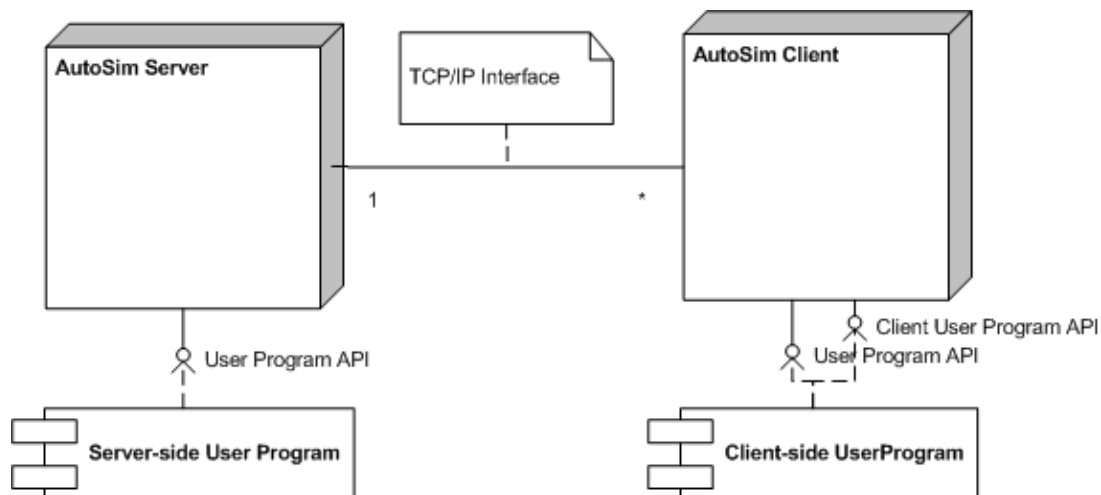 AutoSim Server
TCP/IP Interface
AutoSim Client
1
*
User Program API
Client User Program API
User Program API
Server-side User Program
Client-side UserProgram